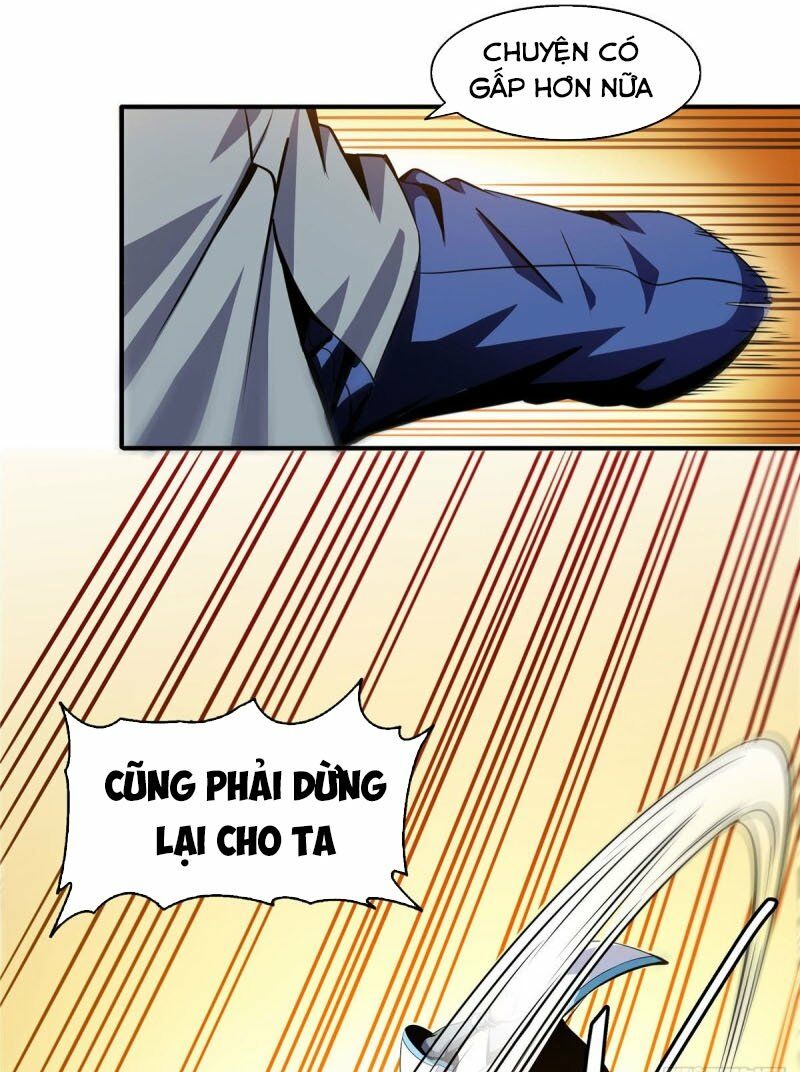 CHUYỆN CÓ
GẤP HƠN NỮA
CŨNG PHẢI DỪNG
LẠI CHO TA